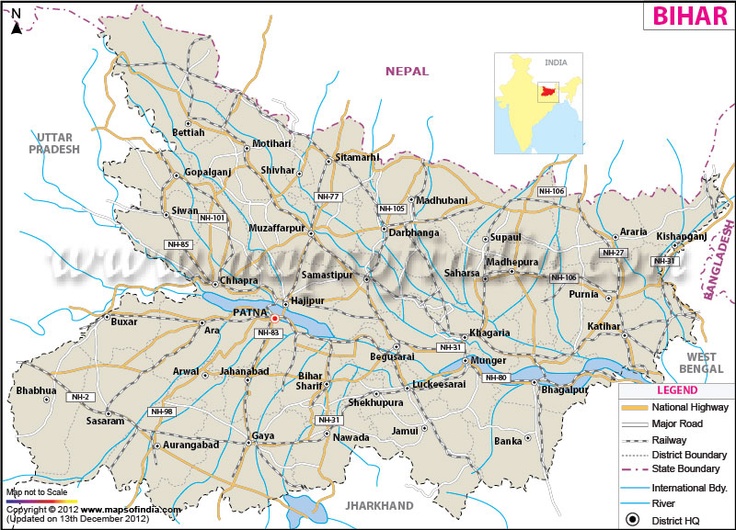 BIHAR
N
NEPAL
INDIA
UTTAR
PRADESH
Bettiah
Motihari
Sitamarhi
Gopalganj
Shivhar
NH-77
NH-106
Siwan
NH-101
NH-105
Madhubani
Muzaffarpur
Darbhanga
Supaul
Araria
Kishanganj
NH-85
NH-27
NH-31
BANGLADESH
www.mapsofindia.com
Chhapra
Samastipur
Saharsa
Madhepura
NH-106
Purnia
Hajipur
PATNA
Buxar
Ara
NH-83
Khagaria
Katihar
Begusarai
NH-31
Munger
WEST
BENGAL
Arwal
Jahanabad
Bihar
Sharif
Luckeesarai
NH-80
Bhagalpur
Bhabhua
NH-2
Shekhupura
Sasaram
NH-98
NH-31
Jamui
Banka
Aurangabad
Gaya
Nawada
JHARKHAND
LEGEND
National Highway
Major Road
Railway
District Boundary
State Boundary
International Bdy.
River
District HQ
Map not to Scale
Copyright © 2012 www.mapsofindia.com
(Updated on 13th December 2012)